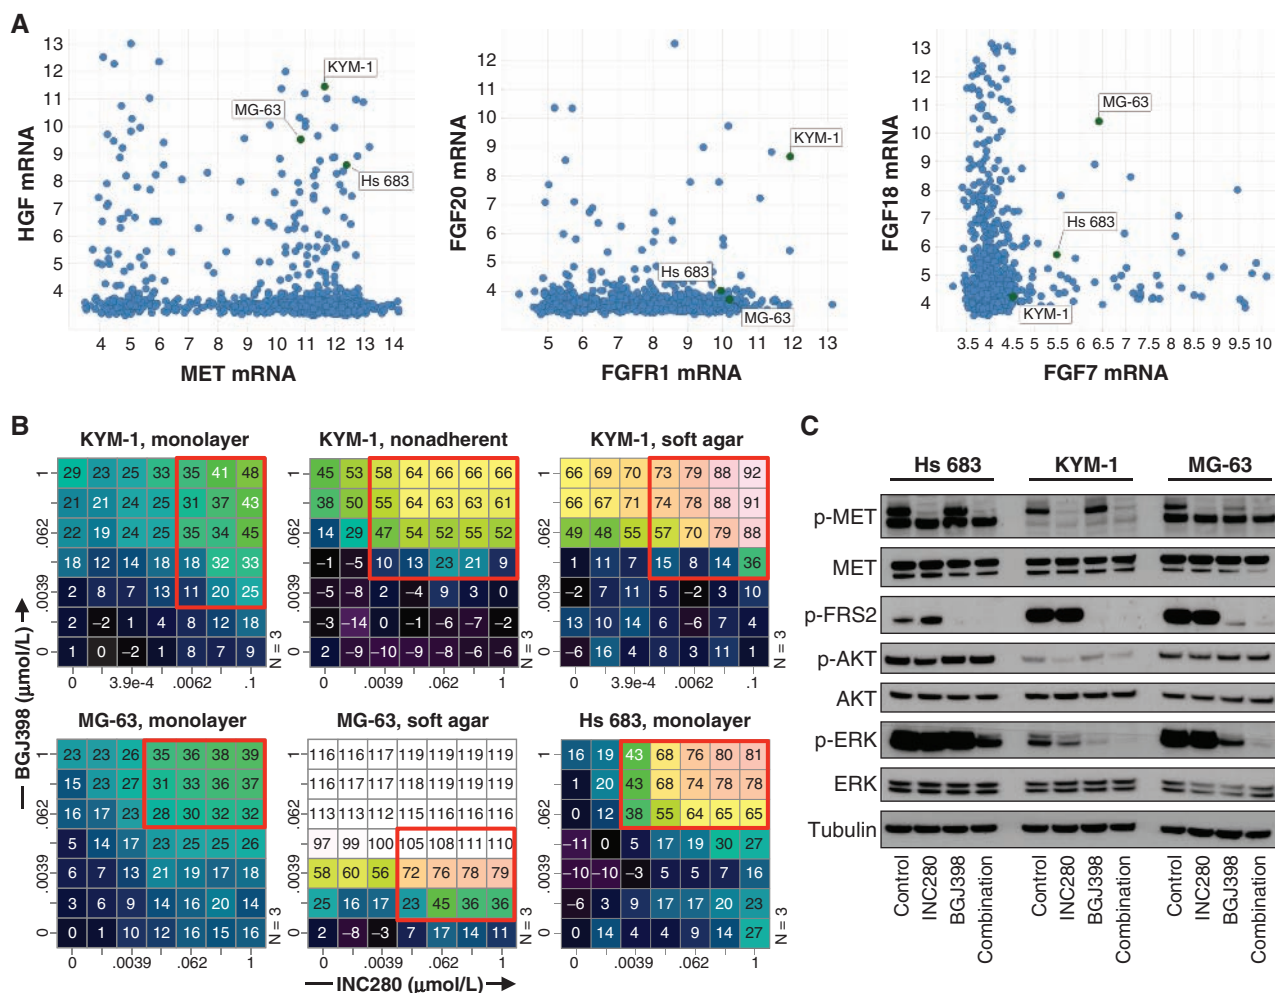 A
13
12
11
10
9
8
7
6
5
4
HGF mRNA
KYM-1
MG-63
Hs 683
4 5 6 7 8 9 10 11 12 13 14
MET mRNA
12
11
10
9
8
7
6
5
4
FGF20 mRNA
KYM-1
Hs 683
MG-63
5 6 7 8 9 10 11 12 13
FGFR1 mRNA
13
12
11
10
9
8
7
6
5
4
FGF18 mRNA
MG-63
Hs 683
KYM-1
3.5 4 4.5 5 5.5 6 6.5 7 7.5 8 8.5 9 9.5 10
FGF7 mRNA
B
BGJ398 (µmol/L)
KYM-1, monolayer
1 29 23 25 33 35 41 48
21 21 24 25 31 37 43
.062 22 19 24 25 35 34 45
18 12 14 18 18 32 33
.0039 2 8 7 13 11 20 25
2 −2 1 4 8 12 18
0 1 0 −2 1 8 7 9
N = 3
0 3.9e-4 .0062 .1
KYM-1, nonadherent
45 53 58 64 66 66 66
38 50 55 64 63 63 61
14 29 47 54 52 55 52
−1 −5 10 13 23 21 9
−5 −8 2 −4 9 3 0
−3 −14 0 −1 −6 −7 −2
2 −9 −10 −9 −8 −8 −6
N = 3
0 .0039 .062 1
KYM-1, soft agar
1 66 69 70 73 79 88 92
66 67 71 74 78 88 91
.062 49 48 55 57 70 79 88
1 11 7 15 8 14 36
.0039 −2 7 11 5 −2 3 10
13 10 14 6 −6 7 4
0 −6 16 4 8 3 11 1
0 3.9e-4 .0062 .1
MG-63, monolayer
1 23 23 26 35 36 38 39
15 23 27 31 33 36 37
.062 16 17 23 28 30 32 32
5 14 17 23 25 25 26
.0039 6 7 13 21 19 17 18
3 6 9 14 16 20 14
0 0 1 10 12 16 15 16
0 .0039 .062 1
MG-63, soft agar
116 116 117 119 119 119 119
116 116 117 118 119 119 119
113 113 112 115 116 116 116
97 99 100 105 108 111 110
58 60 56 72 76 78 79
25 16 17 23 45 36 36
2 −8 −3 7 17 14 11
N = 3
0 .0039 .062 1
INC280 (µmol/L)
Hs 683, monolayer
1 16 19 43 68 76 80 81
1 20 43 68 74 78 78
.062 0 12 38 55 64 65 65
−11 0 5 17 19 30 27
.0039 −10 −10 −3 5 5 7 16
−6 3 9 17 17 20 23
0 0 14 4 4 9 14 27
0 .0039 .062 1
C
Hs 683 KYM-1 MG-63
p-MET
MET
p-FRS2
p-AKT
AKT
p-ERK
ERK
Tubulin
Control INC280 BGJ398 Combination Control INC280 BGJ398 Combination Control INC280 BGJ398 Combination